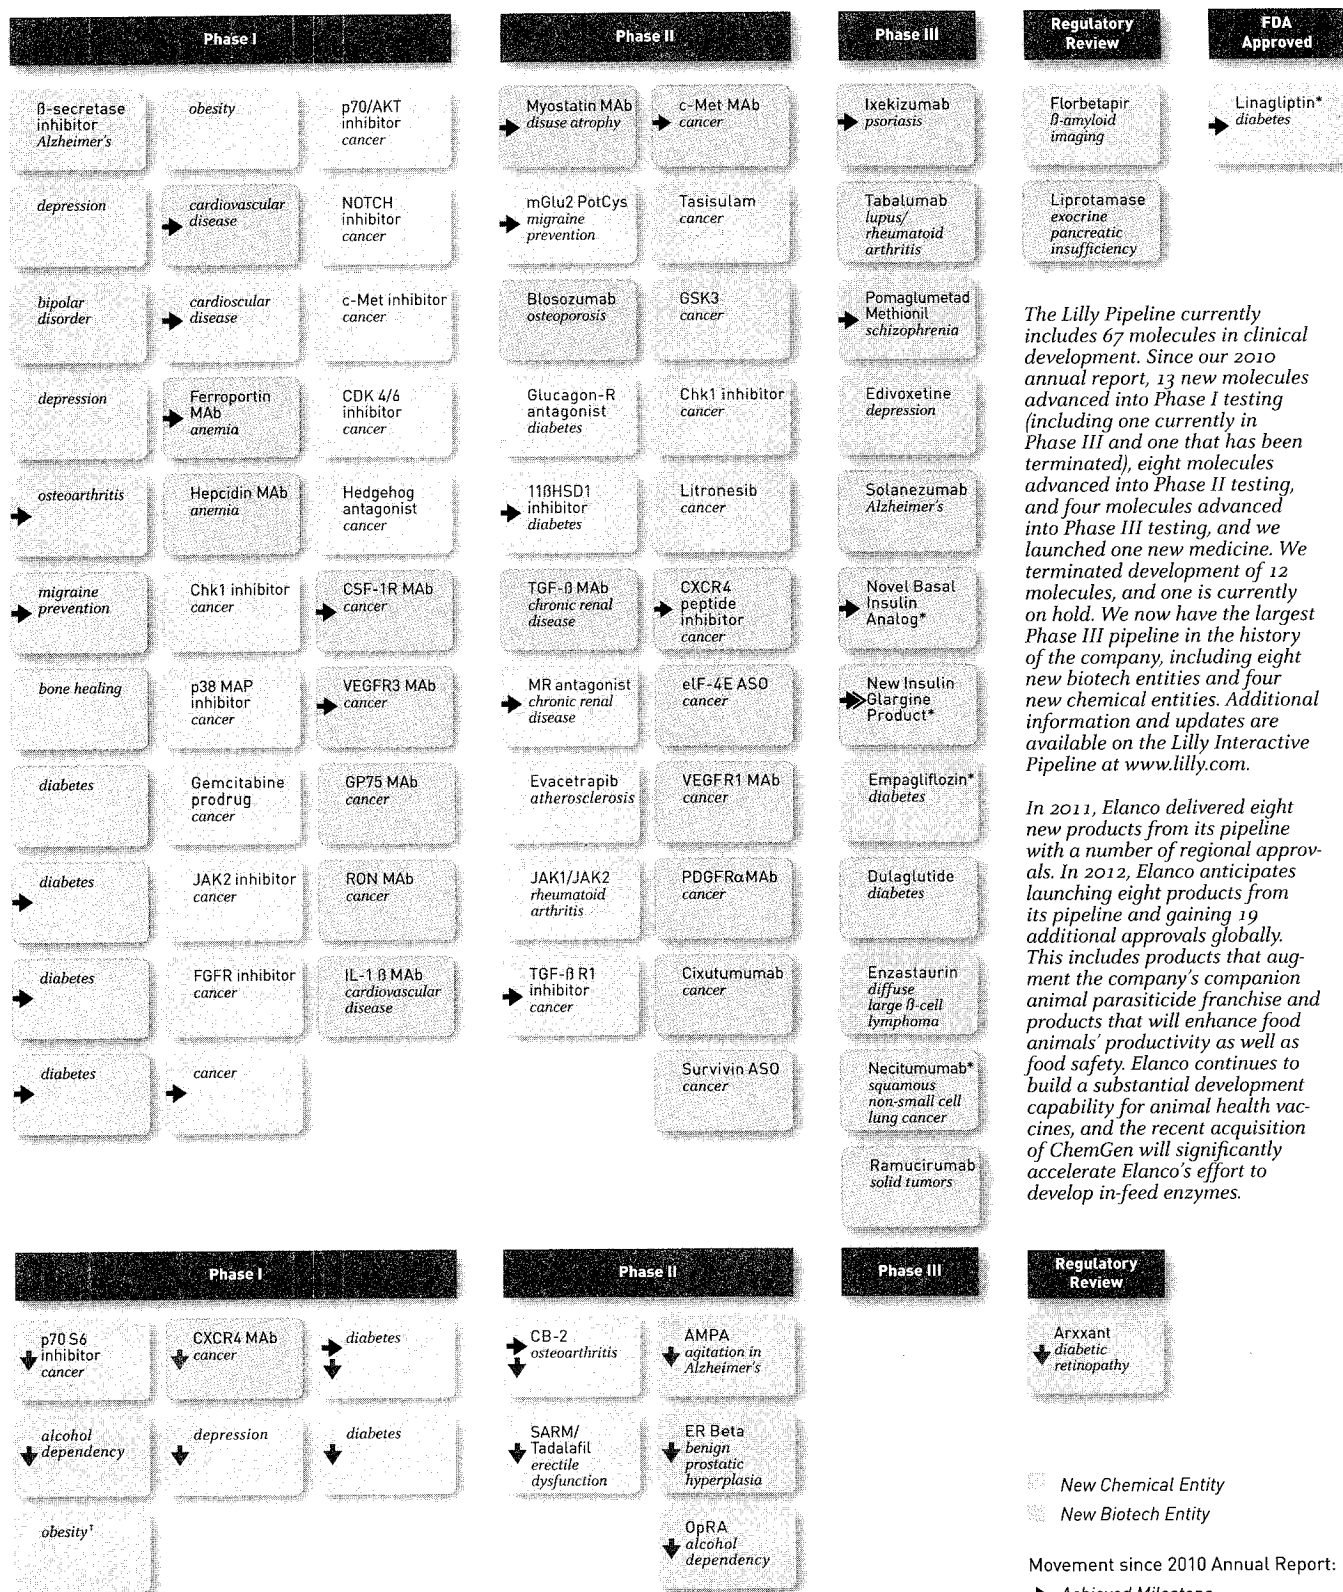 Phase I
ß-secretase
inhibitor
Alzheimer's
depression
bipolar
disorder
depression
osteoarthritis
migraine
prevention
bone healing
diabetes
diabetes
diabetes
diabetes
obesity
cardiovascular
disease
cardioscular
disease
Ferroportin
MAb
anemia
Hepcidin MAb
anemia
Chk1 inhibitor
cancer
p38 MAP
inhibitor
cancer
Gemcitabine
prodrug
cancer
JAK2 inhibitor
cancer
FGFR inhibitor
cancer
cancer
p70/AKT
inhibitor
cancer
NOTCH
inhibitor
cancer
c-Met inhibitor
cancer
CDK 4/6
inhibitor
cancer
Hedgehog
antagonist
cancer
CSF-1R MAb
cancer
VEGFR3 MAb
cancer
GP75 MAb
cancer
RON MAb
cancer
IL-1 ß MAb
cardiovascular
disease
Phase II
Myostatin MAb
disuse atrophy
mGlu2 PotCys
migraine
prevention
Blosozumab
osteoporosis
Glucagon-R
antagonist
diabetes
11ßHSD1
inhibitor
diabetes
TGF-ß MAb
chronic renal
disease
MR antagonist
chronic renal
disease
Evacetrapib
atherosclerosis
JAK1/JAK2
rheumatoid
arthritis
TGF-ß R1
inhibitor
cancer
c-Met MAb
cancer
Tasisulam
cancer
GSK3
cancer
Chk1 inhibitor
cancer
Litronesib
cancer
CXCR4
peptide
inhibitor
cancer
eIF-4E ASO
cancer
VEGFR1 MAb
cancer
PDGFRαMAb
cancer
Cixutumumab
cancer
Survivin ASO
cancer
Phase III
Ixekizumab
psoriasis
Tabalumab
lupus/
rheumatoid
arthritis
Pomaglumetad
Methionil
schizophrenia
Edivoxetine
depression
Solanezumab
Alzheimer's
Novel Basal
Insulin
Analog*
New Insulin
Glargine
Product*
Empagliflozin*
diabetes
Dulaglutide
diabetes
Enzastaurin
diffuse
large ß-cell
lymphoma
Necitumumab*
squamous
non-small cell
lung cancer
Ramucirumab
solid tumors
Regulatory
Review
Florbetapir
ß-amyloid
imaging
Liprotamase
exocrine
pancreatic
insufficiency
FDA
Approved
Linagliptin*
diabetes
The Lilly Pipeline currently
includes 67 molecules in clinical
development. Since our 2010
annual report, 13 new molecules
advanced into Phase I testing
(including one currently in
Phase III and one that has been
terminated), eight molecules
advanced into Phase II testing,
and four molecules advanced
into Phase III testing, and we
launched one new medicine. We
terminated development of 12
molecules, and one is currently
on hold. We now have the largest
Phase III pipeline in the history
of the company, including eight
new biotech entities and four
new chemical entities. Additional
information and updates are
available on the Lilly Interactive
Pipeline at www.lilly.com.
In 2011, Elanco delivered eight
new products from its pipeline
with a number of regional approv-
als. In 2012, Elanco anticipates
launching eight products from
its pipeline and gaining 19
additional approvals globally.
This includes products that aug-
ment the company's companion
animal parasiticide franchise and
products that will enhance food
animals' productivity as well as
food safety. Elanco continues to
build a substantial development
capability for animal health vac-
cines, and the recent acquisition
of ChemGen will significantly
accelerate Elanco's effort to
develop in-feed enzymes.
Phase I
p70 S6
inhibitor
cancer
alcohol
dependency
obesity†
CXCR4 MAb
cancer
depression
diabetes
diabetes
Phase II
CB-2
osteoarthritis
SARM/
Tadalafil
erectile
dysfunction
AMPA
agitation in
Alzheimer's
ER Beta
benign
prostatic
hyperplasia
OpRA
alcohol
dependency
Phase III
Regulatory
Review
Arxxant
diabetic
retinopathy
New Chemical Entity
New Biotech Entity
Movement since 2010 Annual Report:
Achieved Milestone